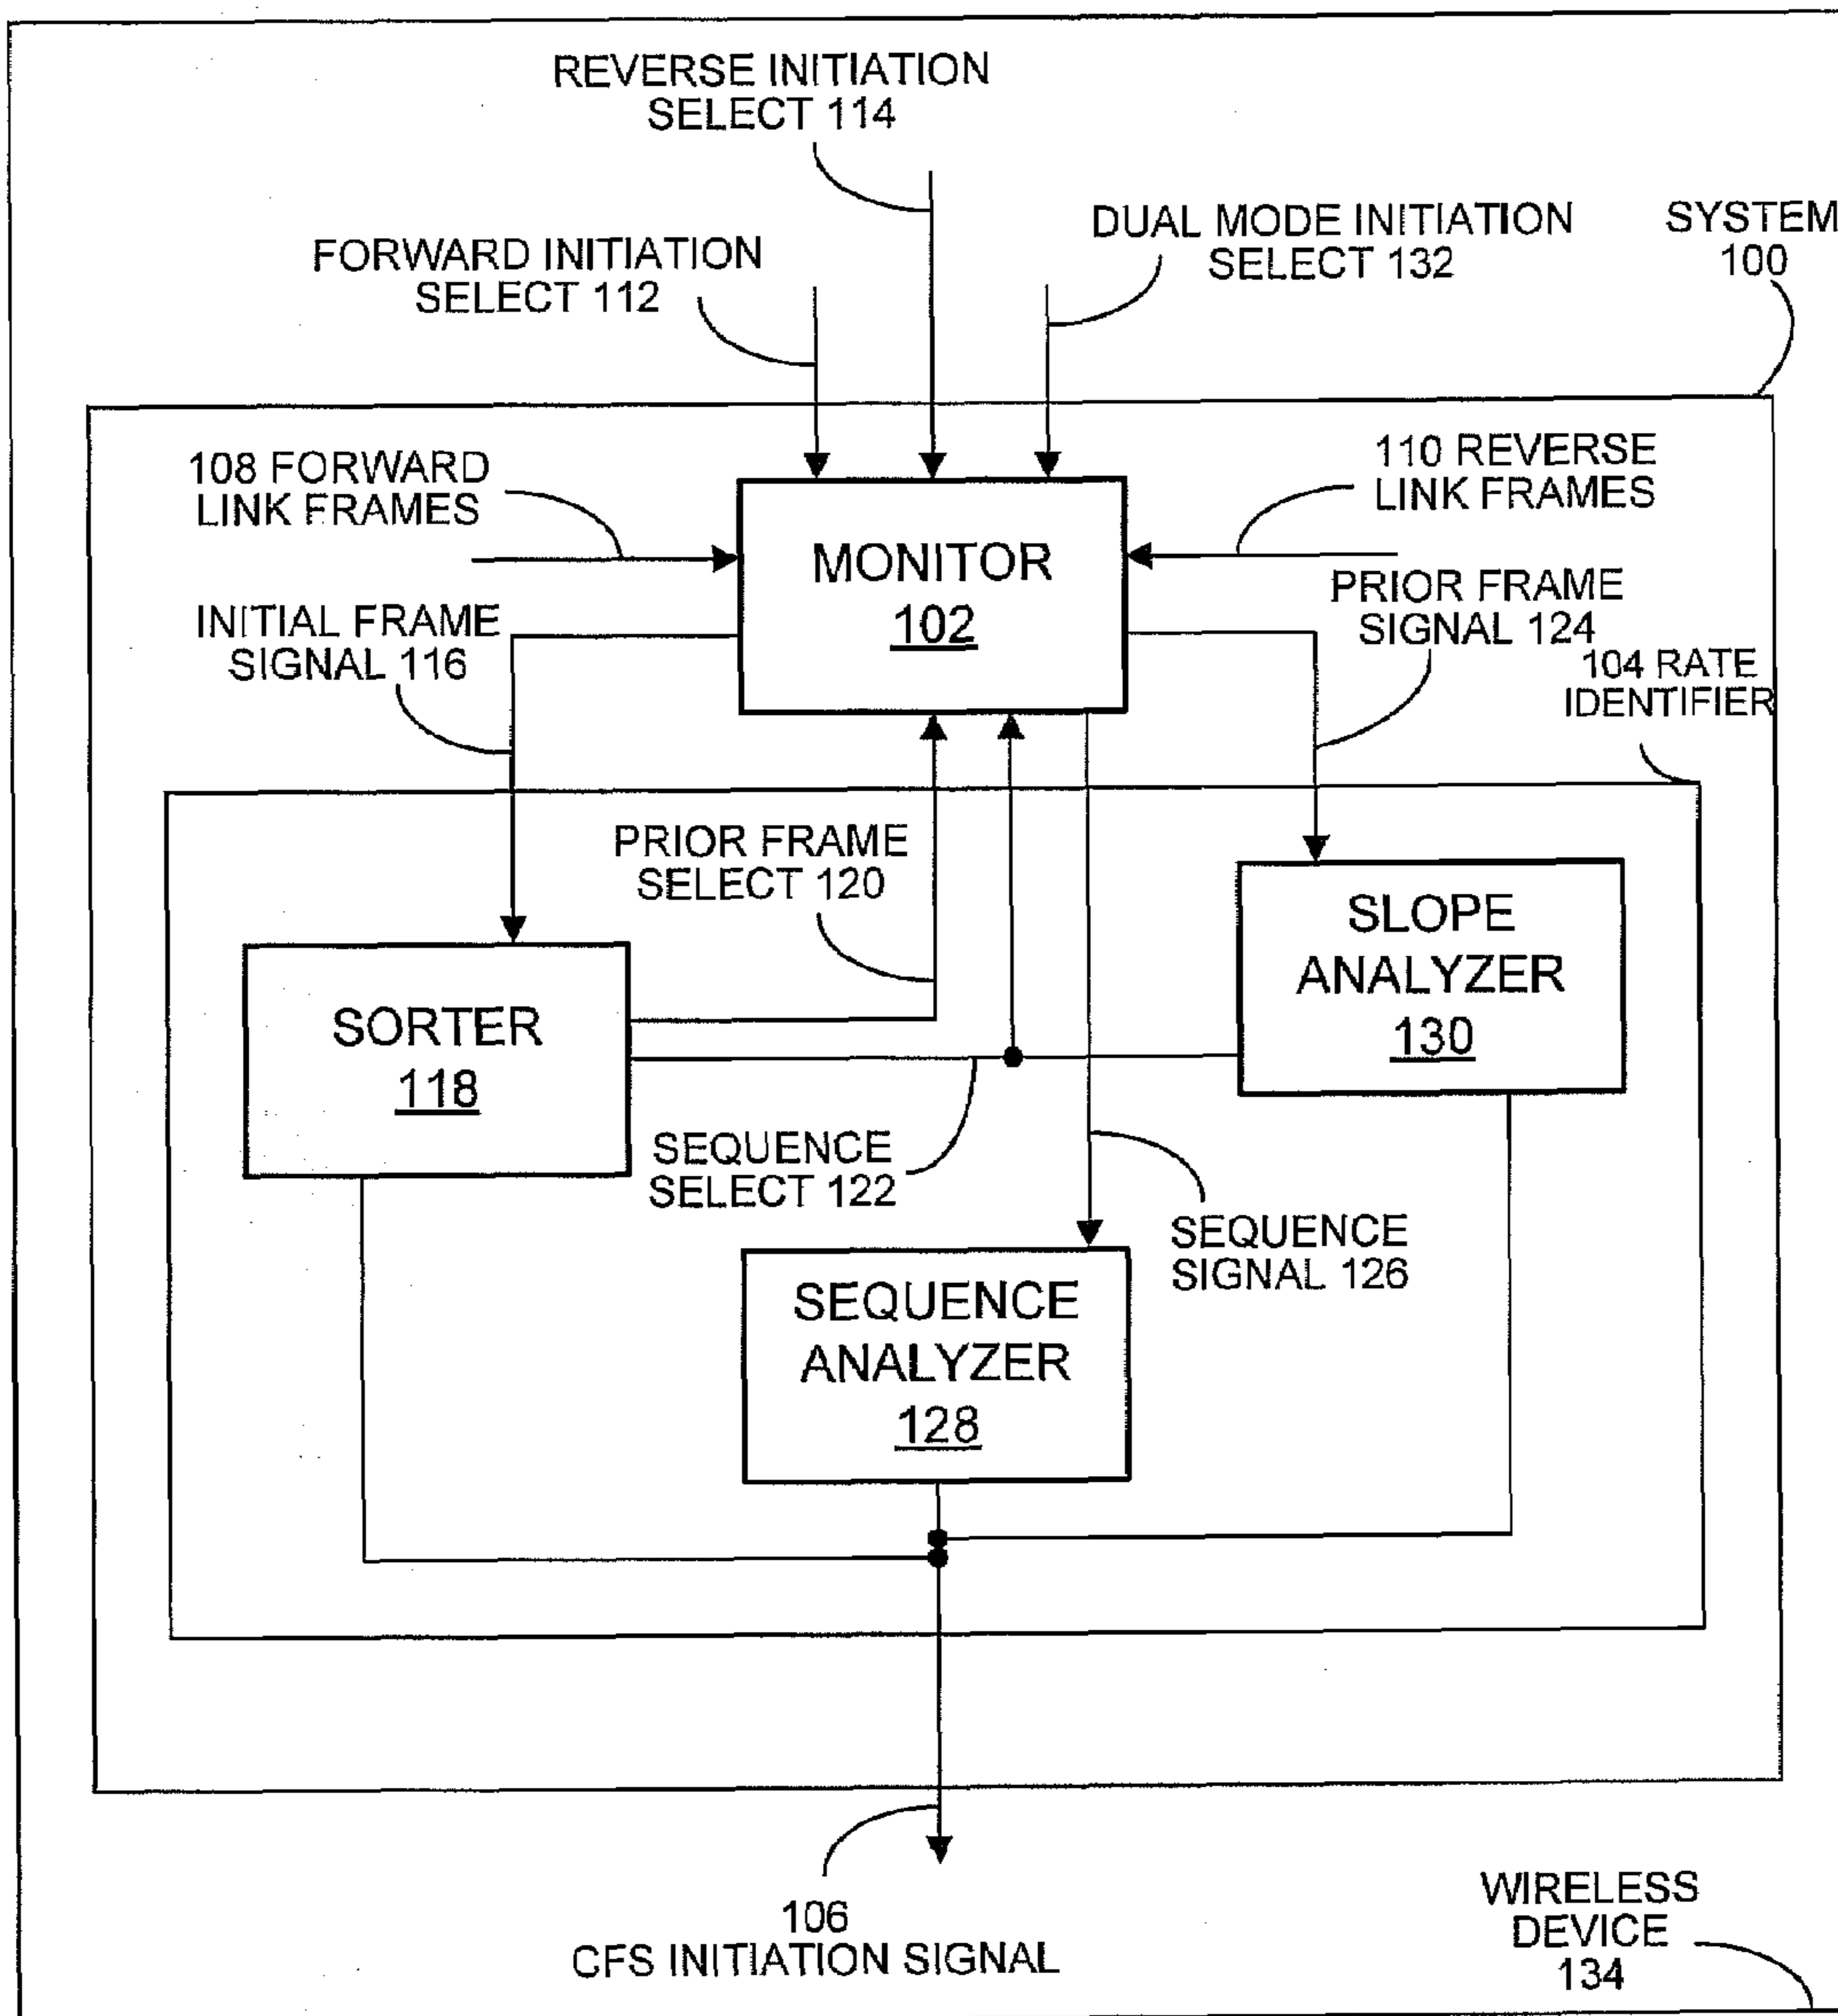 REVERSE INITIATION
SELECT 114
FORWARD INITIATION
SELECT 112
DUAL MODE INITIATION
SELECT 132
SYSTEM
100
108 FORWARD
LINK FRAMES
110 REVERSE
LINK FRAMES
MONITOR
102
INITIAL FRAME
SIGNAL 116
PRIOR FRAME
SIGNAL 124
104 RATE
IDENTIFIER
PRIOR FRAME
SELECT 120
SLOPE
ANALYZER
130
SORTER
118
SEQUENCE
SELECT 122
SEQUENCE
SIGNAL 126
SEQUENCE
ANALYZER
128
106
CFS INITIATION SIGNAL
WIRELESS
DEVICE
134